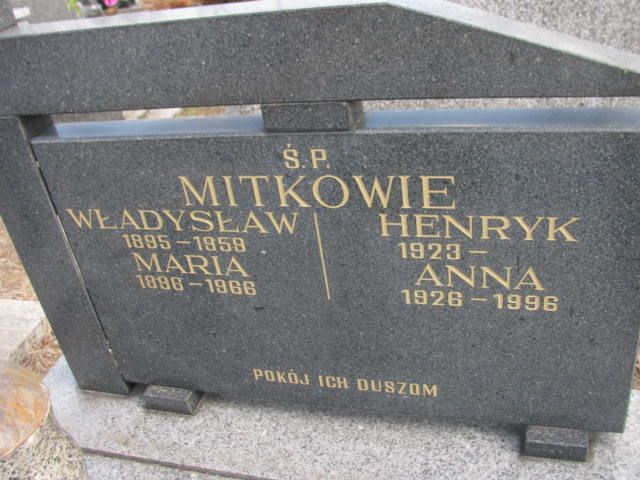 Ś.P.
MITKOWIE
WŁADYSŁAW
1895 – 1959
MARIA
1896 – 1966
HENRYK
1923 –
ANNA
1926 – 1996
POKÓJ ICH DUSZOM